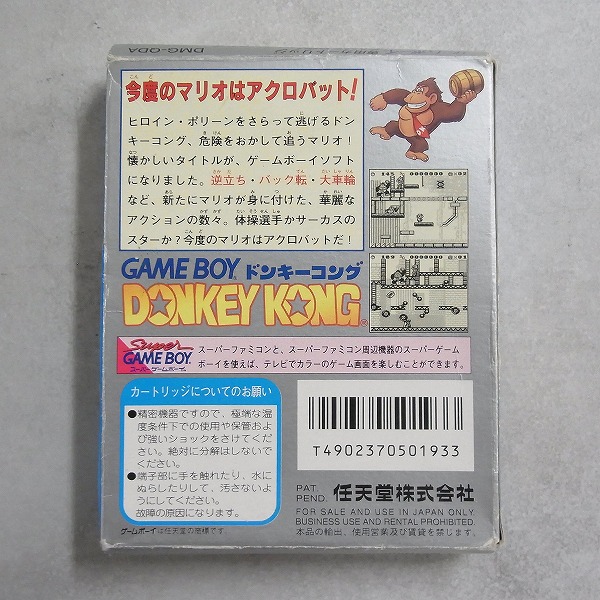 DMG-QDA
今度のマリオはアクロバット!
ヒロイン・ポリーンをさらって逃げるドン
キーコング、危険をおかして追うマリオ!
懐かしいタイトルが、ゲームボーイソフト
になりました。逆立ち・バック転・大車輪
など、新たにマリオが身に付けた、華麗な
アクションの数々。体操選手かサーカスの
スターか?今度のマリオはアクロバットだ!
GAME BOY ドンキーコング
DONKEY KONG®
Super
GAME BOY
スーパーゲームボーイ
スーパーファミコンと、スーパーファミコン周辺機器のスーパーゲーム
ボーイを使えば、テレビでカラーのゲーム画面を楽しむことができます。
カートリッジについてのお願い
●精密機器ですので、極端な温
度条件下での使用や保管およ
び強いショックをさけてくださ
い。絶対に分解はしないでく
ださい。
●端子部に手を触れたり、水に
ぬらしたりして、汚さないよ
うにしてください。
故障の原因になります。
ゲームボーイは任天堂の商標です。
T4902370501933
PAT.
PEND.
任天堂株式会社
FOR SALE AND USE IN JAPAN ONLY.
BUSINESS USE AND RENTAL PROHIBITED.
本品の輸出、使用営業及び賃貸を禁じます。